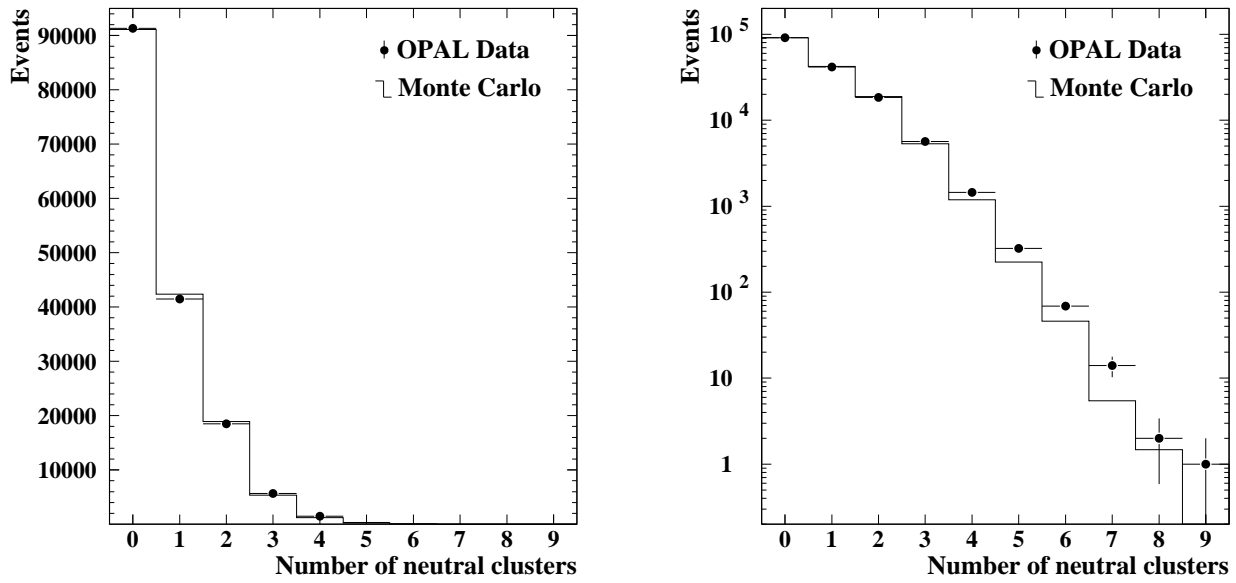 Events
90000
80000
70000
60000
50000
40000
30000
20000
10000
OPAL Data
Monte Carlo
0 1 2 3 4 5 6 7 8 9
Number of neutral clusters
Events
10 5
10 4
10 3
10 2
10
1
OPAL Data
Monte Carlo
0 1 2 3 4 5 6 7 8 9
Number of neutral clusters